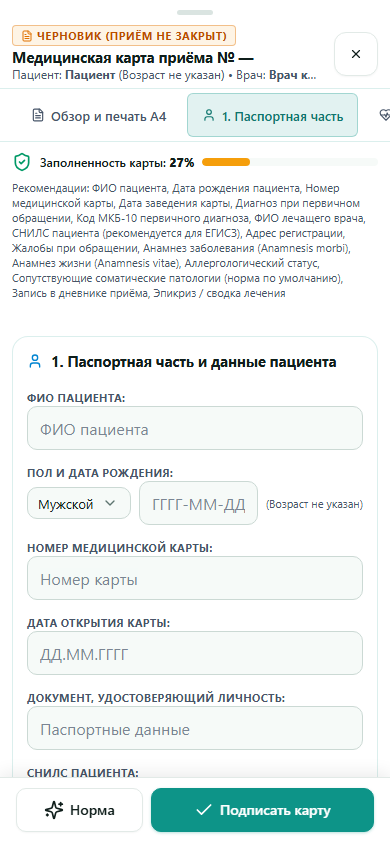 ЧЕРНОВИК (ПРИЁМ НЕ ЗАКРЫТ)
Медицинская карта приёма № —
Пациент: Пациент (Возраст не указан) • Врач: Врач к...
Обзор и печать А4
1. Паспортная часть
Заполненность карты: 27%
Рекомендации: ФИО пациента, Дата рождения пациента, Номер
медицинской карты, Дата заведения карты, Диагноз при первичном
обращении, Код МКБ-10 первичного диагноза, ФИО лечащего врача,
СНИЛС пациента (рекомендуется для ЕГИСЗ), Адрес регистрации,
Жалобы при обращении, Анамнез заболевания (Anamnesis morbi),
Анамнез жизни (Anamnesis vitae), Аллергологический статус,
Сопутствующие соматические патологии (норма по умолчанию),
Запись в дневнике приёма, Эпикриз / сводка лечения
1. Паспортная часть и данные пациента
ФИО ПАЦИЕНТА:
ФИО пациента
ПОЛ И ДАТА РОЖДЕНИЯ:
Мужской
ГГГГ-ММ-ДД
(Возраст не указан)
НОМЕР МЕДИЦИНСКОЙ КАРТЫ:
Номер карты
ДАТА ОТКРЫТИЯ КАРТЫ:
ДД.ММ.ГГГГ
ДОКУМЕНТ, УДОСТОВЕРЯЮЩИЙ ЛИЧНОСТЬ:
Паспортные данные
СНИЛС ПАЦИЕНТА:
Норма
Подписать карту